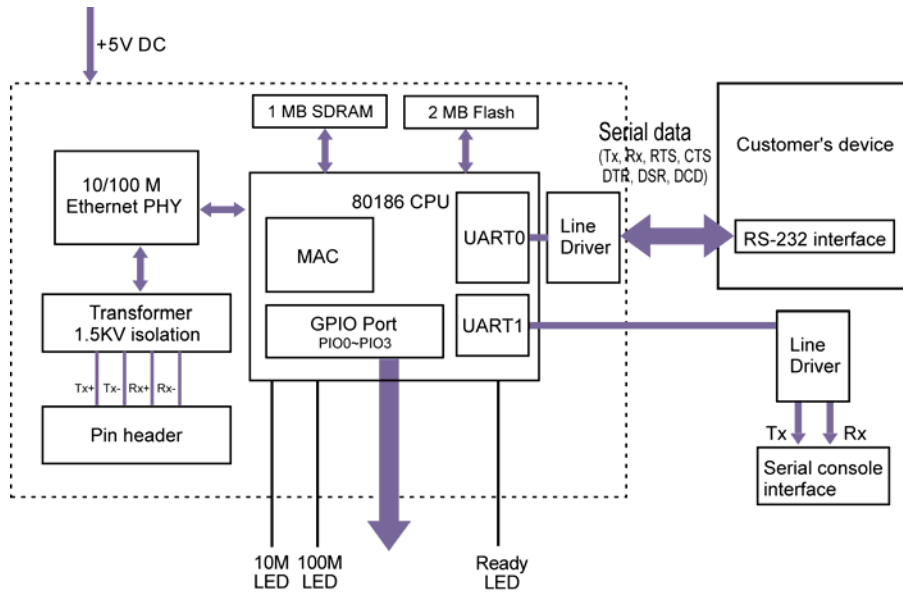 +5V DC
1 MB SDRAM
2 MB Flash
Serial data
(Tx, Rx, RTS, CTS
DTR, DSR, DCD)
Customer's device
RS-232 interface
10/100 M
Ethernet PHY
80186 CPU
MAC
UART0
Line
Driver
Transformer
1.5KV isolation
GPIO Port
PIO0~PIO3
UART1
Line
Driver
Tx+
Tx-
Rx+
Rx-
Pin header
Tx
Rx
Serial console
interface
10M
LED
100M
LED
Ready
LED